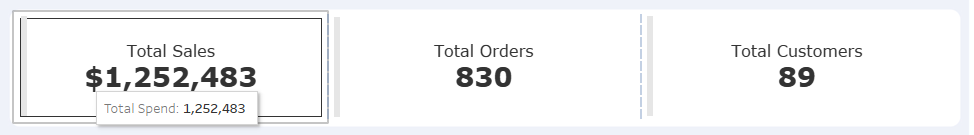 Total Sales
$1,252,483
Total Spend: 1,252,483
Total Orders
830
Total Customers
89